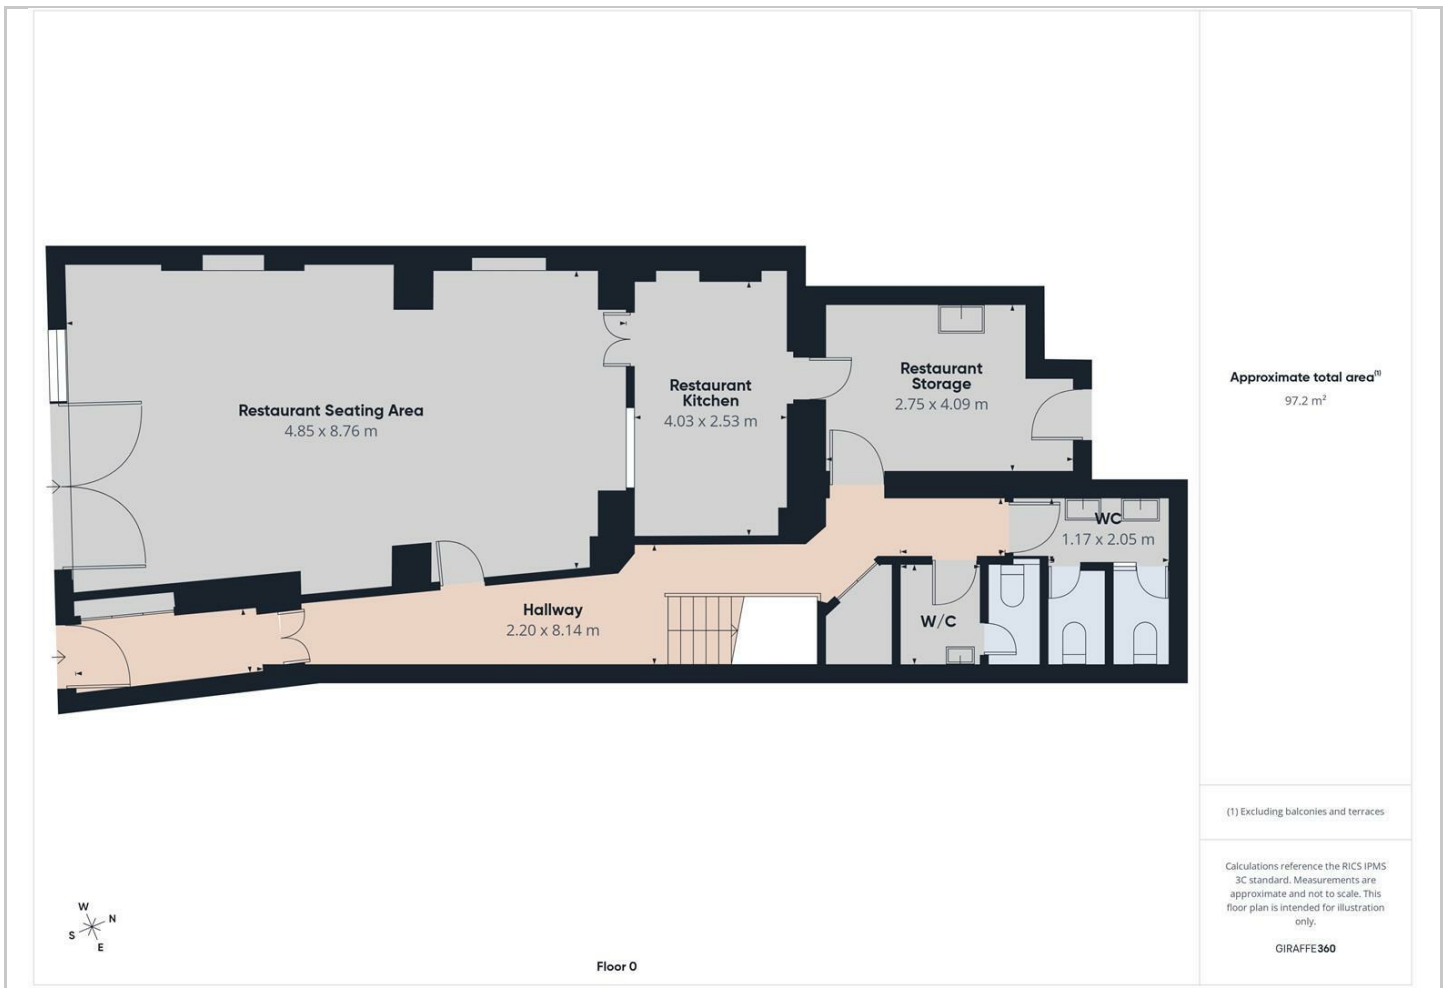 Restaurant Seating Area
4.85 x 8.76 m
Restaurant
Kitchen
4.03 x 2.53 m
Restaurant
Storage
2.75 x 4.09 m
WC
1.17 x 2.05 m
Hallway
2.20 x 8.14 m
W/C
Approximate total area(1)
97.2 m²
(1) Excluding balconies and terraces
Calculations reference the RICS IPMS
3C standard. Measurements are
approximate and not to scale. This
floor plan is intended for illustration
only.
GIRAFFE360
W
N
S
E
Floor 0